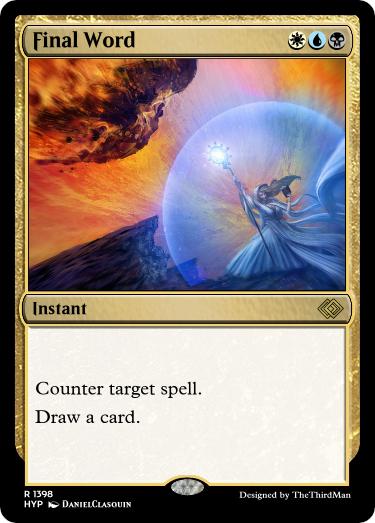 Final Word
Instant
Counter target spell.
Draw a card.
R 1398
HYP DanielClasouin
Designed by TheThirdMan